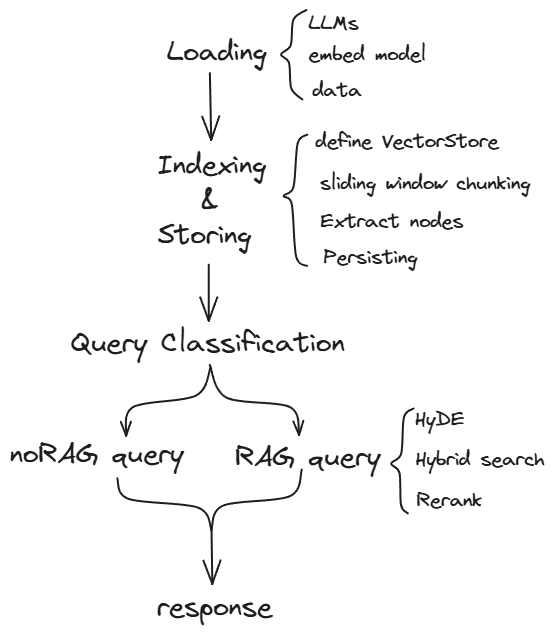 Loading
LLMs
embed model
data
Indexing
&
Storing
define VectorStore
sliding window chunking
Extract nodes
Persisting
Query Classification
noRAG query
RAG query
HyDE
Hybrid search
Rerank
response